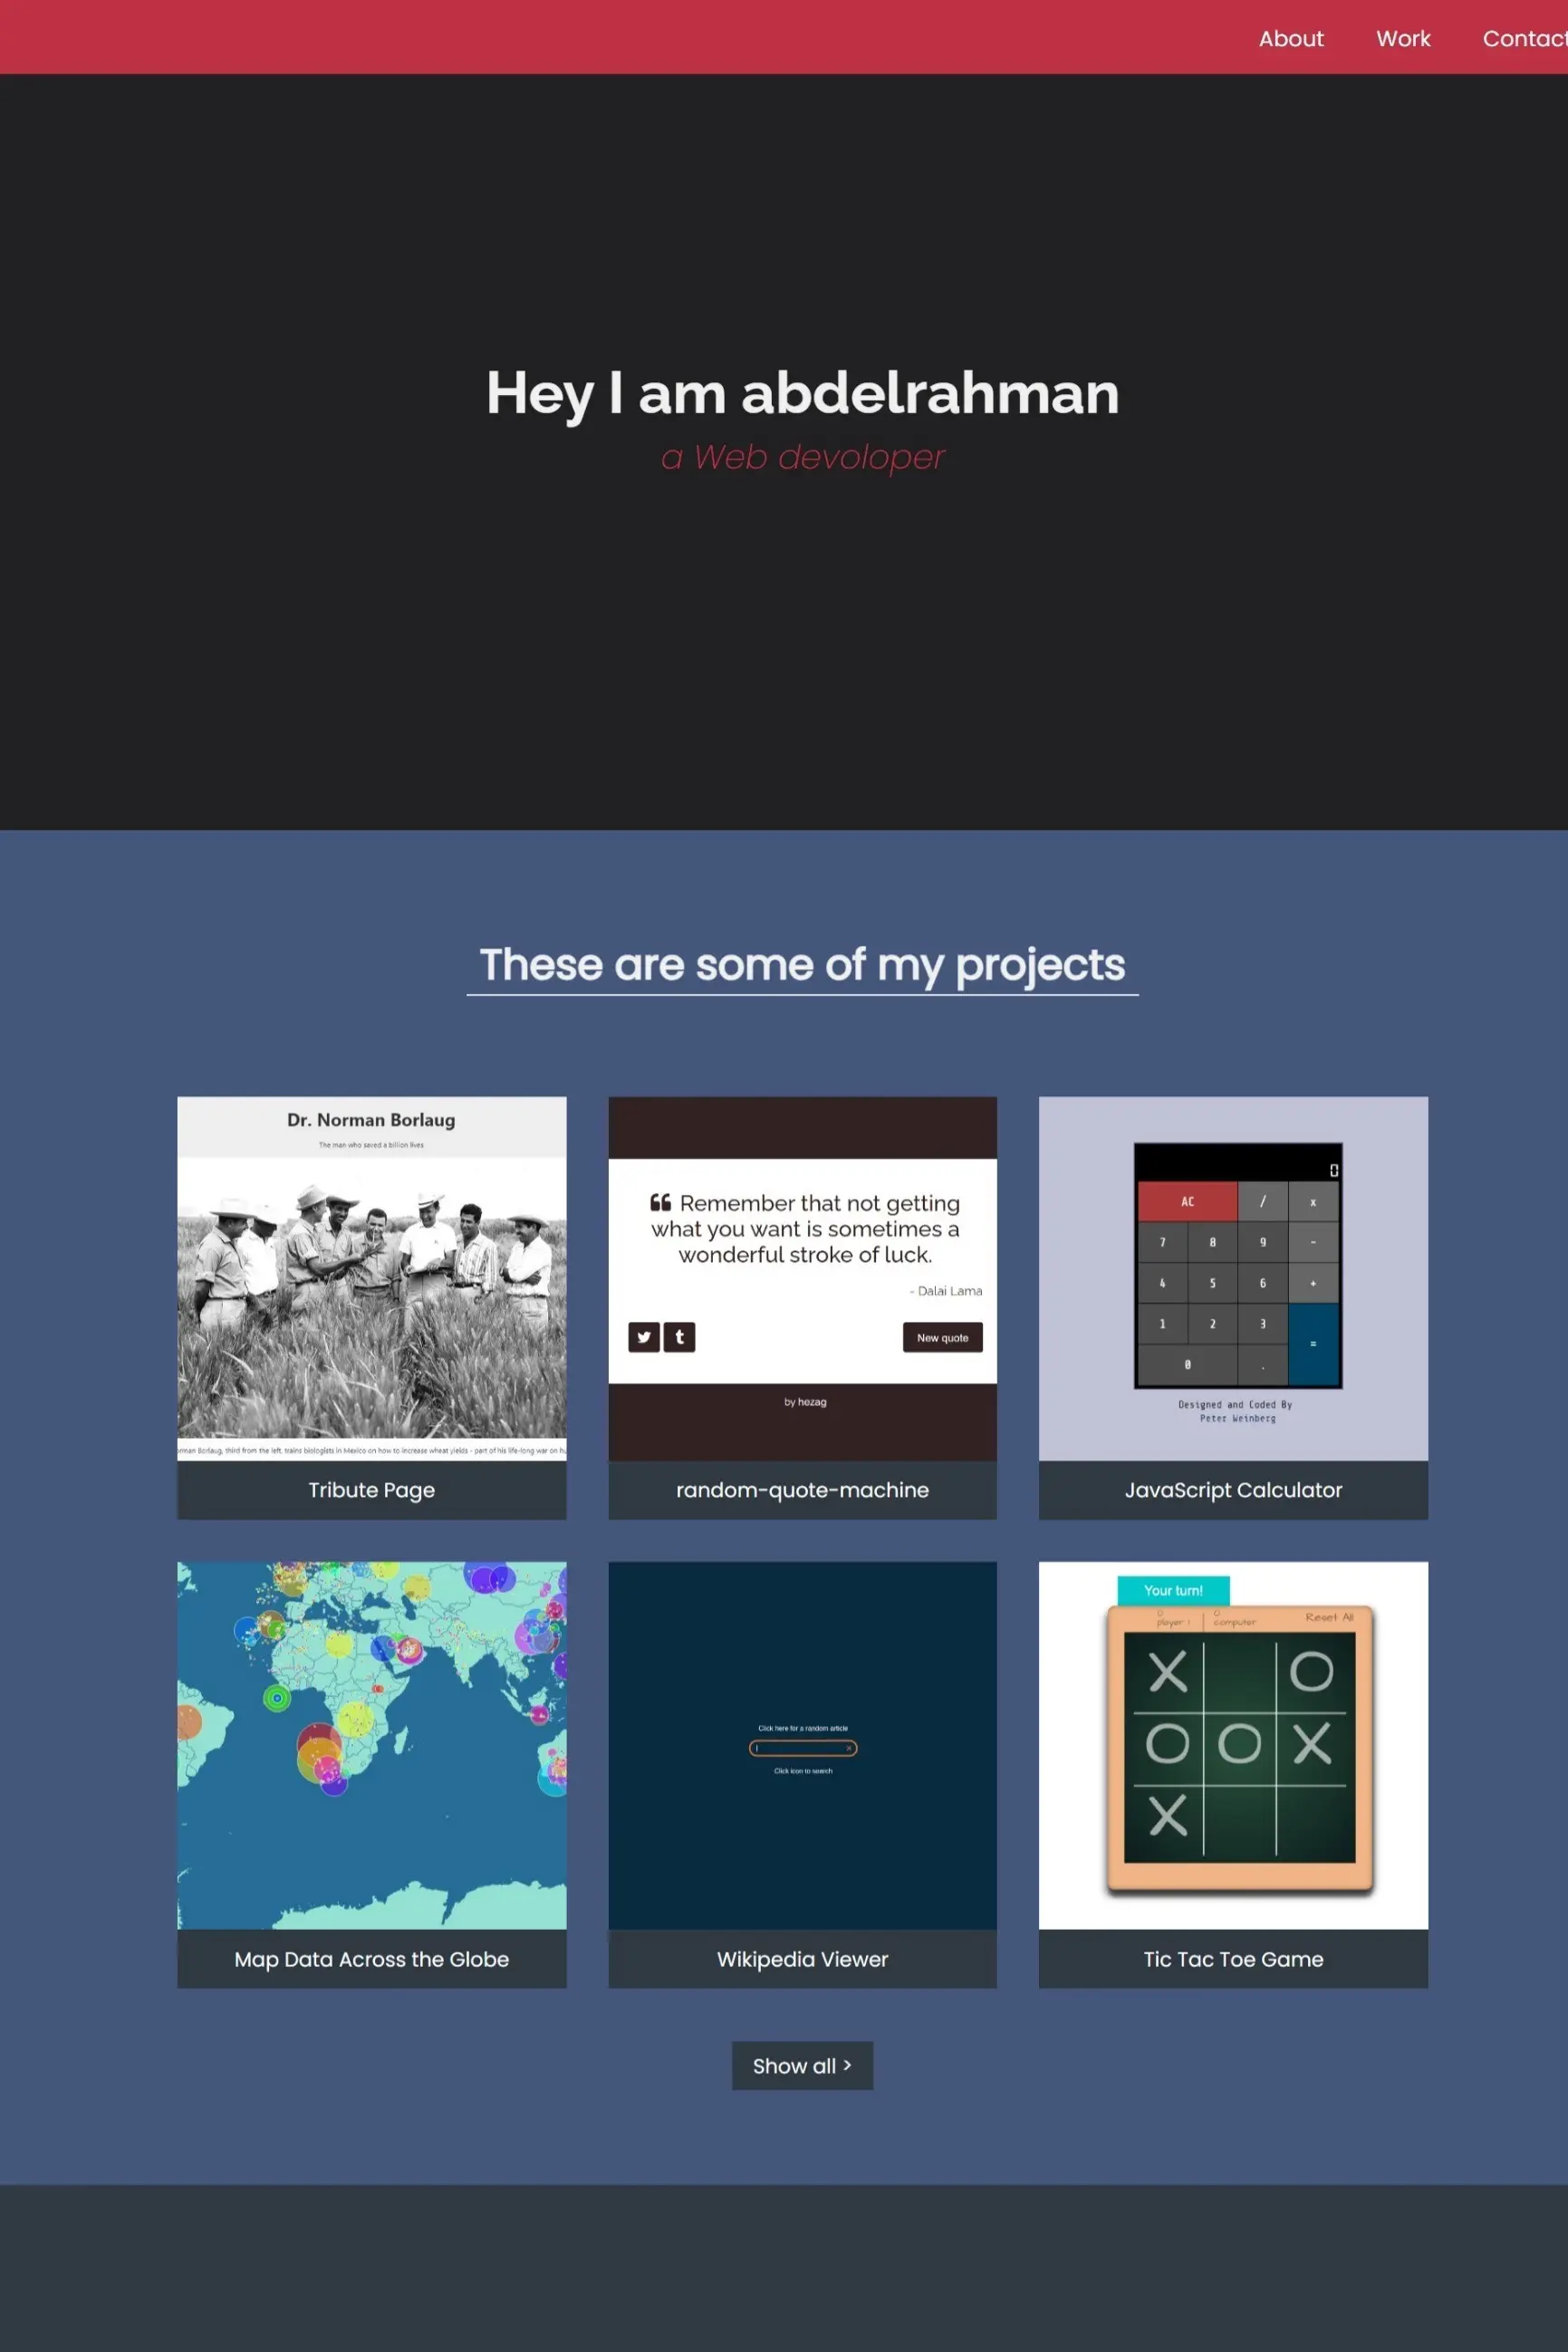 About Work Contact
Hey I am abdelrahman
a Web devoloper
These are some of my projects
Dr. Norman Borlaug
The man who saved a billion lives
orman Borlaug, third from the left, trains biologists in Mexico on how to increase wheat yields - part of his life-long war on hu
Tribute Page
Remember that not getting
what you want is sometimes a
wonderful stroke of luck.
- Dalai Lama
New quote
by hezag
random-quote-machine
0
AC / x
7 8 9 -
4 5 6 +
1 2 3 =
0 .
Designed and Coded By
Peter Weinberg
JavaScript Calculator
Map Data Across the Globe
Click here for a random article
Click icon to search
Wikipedia Viewer
Your turn!
0 0
player 1 computer Reset All
X O
O O X
X
Tic Tac Toe Game
Show all >